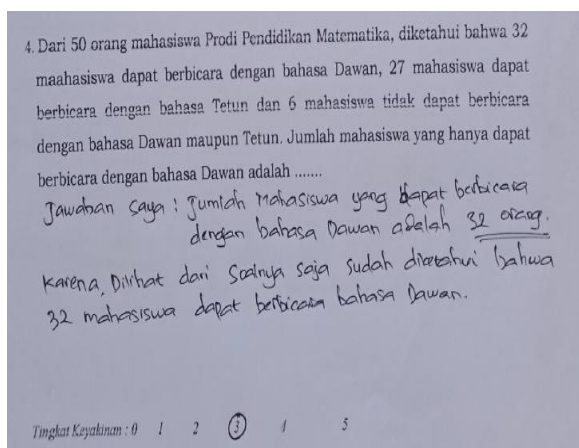 4. Dari 50 orang mahasiswa Prodi Pendidikan Matematika, diketahui bahwa 32
maahasiswa dapat berbicara dengan bahasa Dawan, 27 mahasiswa dapat
berbicara dengan bahasa Tetun dan 6 mahasiswa tidak dapat berbicara
dengan bahasa Dawan maupun Tetun. Jumlah mahasiswa yang hanya dapat
berbicara dengan bahasa Dawan adalah .......
Jawaban saya : Jumlah Mahasiswa yang dapat berbicara
dengan bahasa Dawan adalah 32 orang.
Karena, Dilihat dari Soalnya saja sudah diketahui bahwa
32 mahasiswa dapat berbicara bahasa Dawan.
Tingkat Keyakinan : 0 1 2 3 4 5